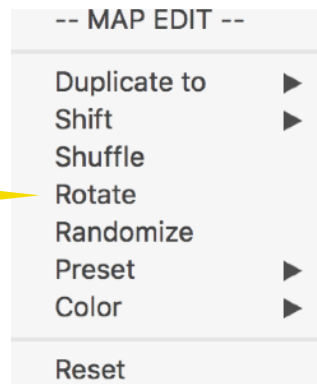 -- MAP EDIT --
Duplicate to
Shift
Shuffle
Rotate
Randomize
Preset
Color
Reset